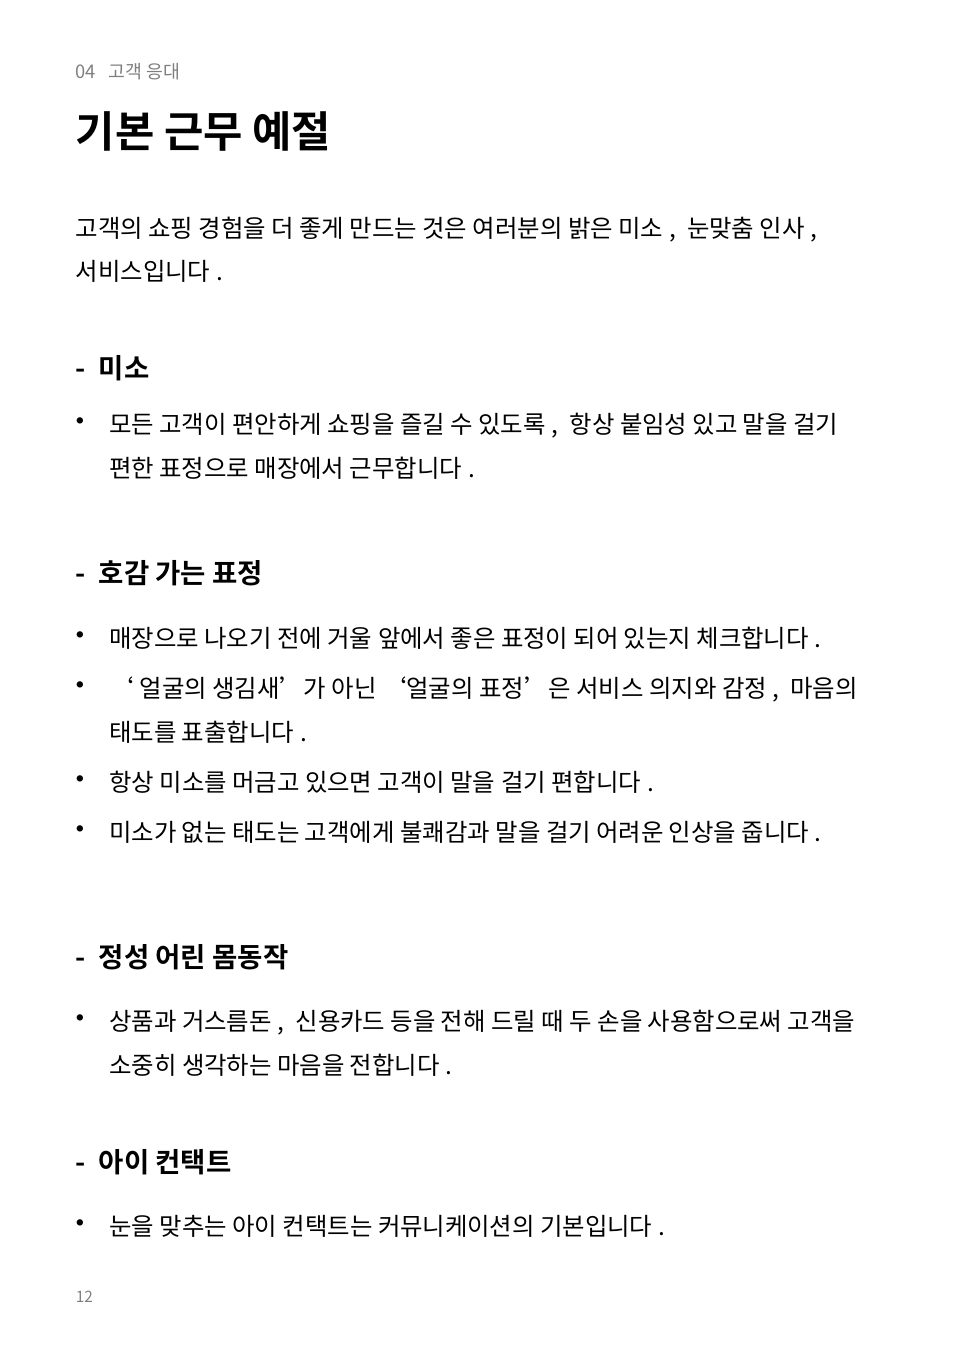 04 고객 응대
기본 근무 예절
고객의 쇼핑 경험을 더 좋게 만드는 것은 여러분의 밝은 미소 , 눈맞춤 인사 ,
서비스입니다 .
- 미소
• 모든 고객이 편안하게 쇼핑을 즐길 수 있도록 , 항상 붙임성 있고 말을 걸기
편한 표정으로 매장에서 근무합니다 .
- 호감 가는 표정
• 매장으로 나오기 전에 거울 앞에서 좋은 표정이 되어 있는지 체크합니다 .
• ‘ 얼굴의 생김새’ 가 아닌 ‘얼굴의 표정’ 은 서비스 의지와 감정 , 마음의
태도를 표출합니다 .
• 항상 미소를 머금고 있으면 고객이 말을 걸기 편합니다 .
• 미소가 없는 태도는 고객에게 불쾌감과 말을 걸기 어려운 인상을 줍니다 .
- 정성 어린 몸동작
• 상품과 거스름돈 , 신용카드 등을 전해 드릴 때 두 손을 사용함으로써 고객을
소중히 생각하는 마음을 전합니다 .
- 아이 컨택트
• 눈을 맞추는 아이 컨택트는 커뮤니케이션의 기본입니다 .
12